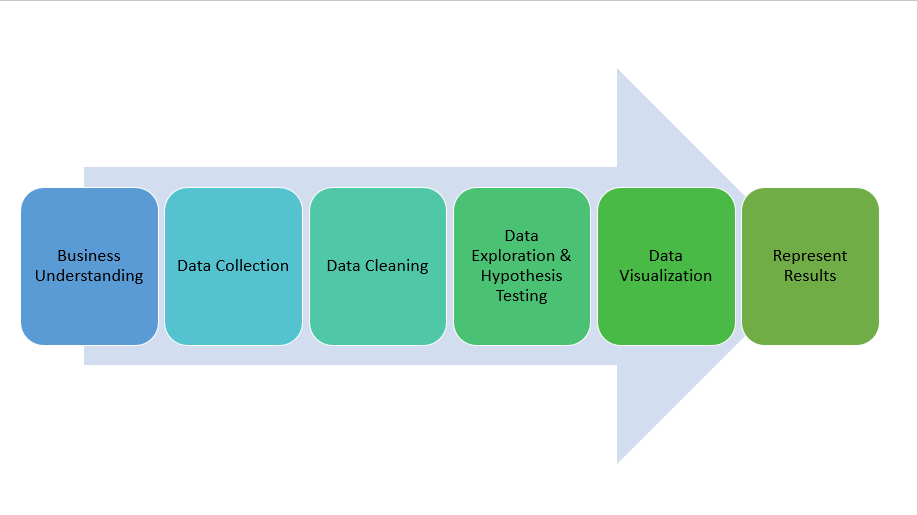 Business
Understanding
Data Collection
Data Cleaning
Data
Exploration &
Hypothesis
Testing
Data
Visualization
Represent
Results